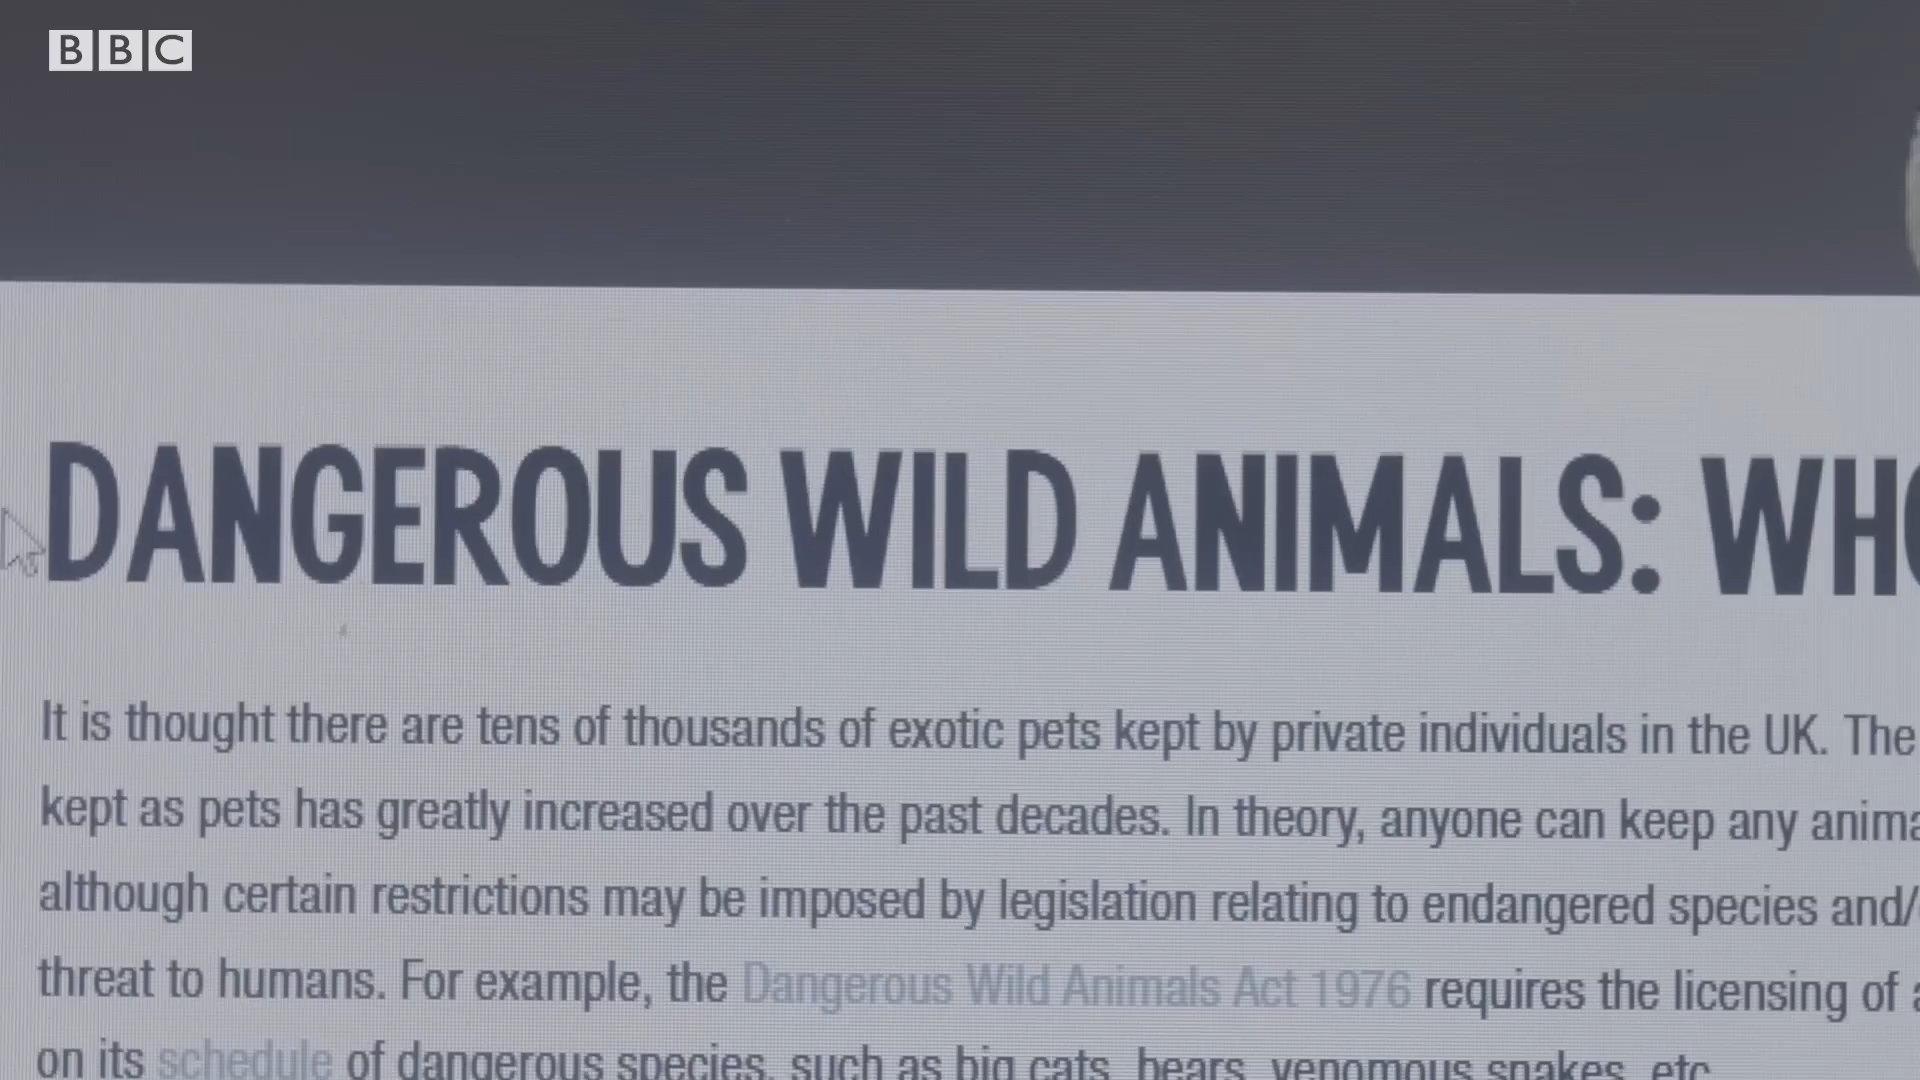 BBC
DANGEROUS WILD ANIMALS: WH
It is thought there are tens of thousands of exotic pets kept by private individuals in the UK. The
kept as pets has greatly increased over the past decades. In theory, anyone can keep any anima
although certain restrictions may be imposed by legislation relating to endangered species and/
threat to humans. For example, the Dangerous Wild Animals Act 1976 requires the licensing of a
on its schedule of dangerous species, such as big cats, bears, venomous snakes, etc